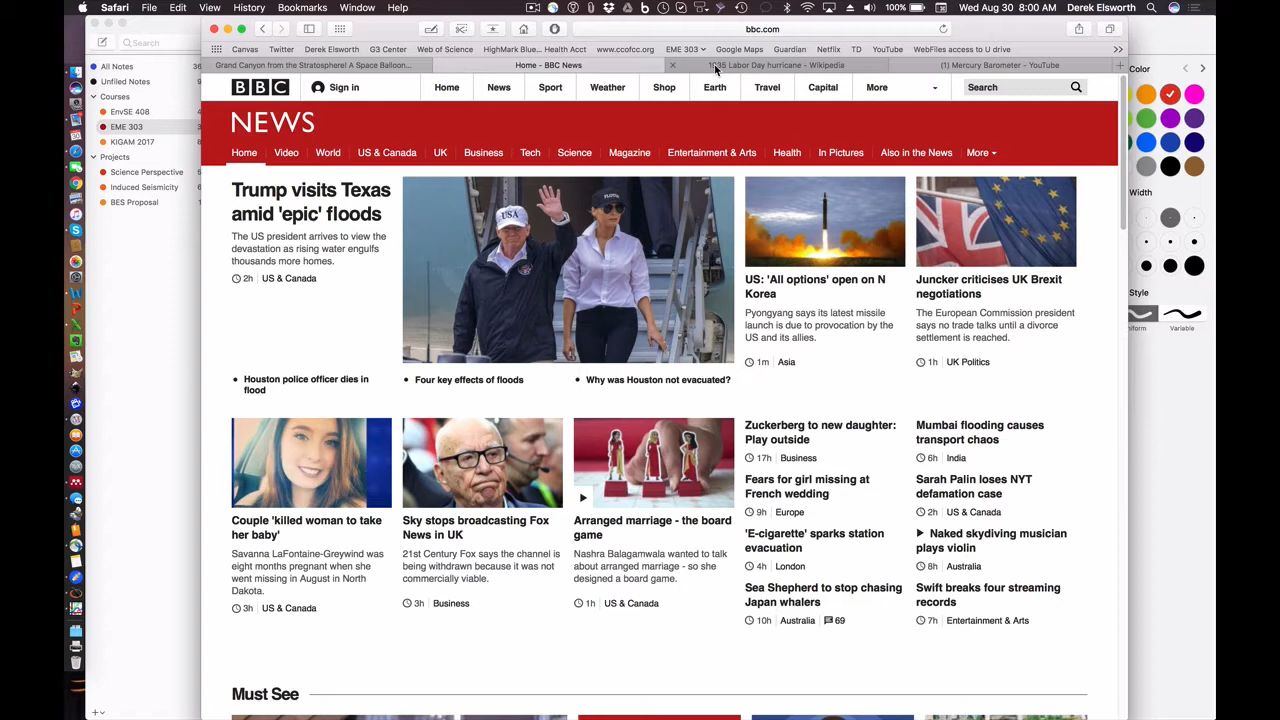 Safari File Edit View History Bookmarks Window Help
100% Wed Aug 30 8:00 AM Derek Elsworth
bbc.com
Canvas Twitter Derek Elsworth G3 Center Web of Science HighMark Blue... Health Acct www.ccofcc.org EME 303 Google Maps Guardian Netflix TD YouTube WebFiles access to U drive
Grand Canyon from the Stratosphere! A Space Balloon...
Home - BBC News
Labor Day hurricane - Wikipedia
(1) Mercury Barometer - YouTube
Search
All Notes
Unfiled Notes
Courses
EnvSE 408
EME 303
KIGAM 2017
Projects
Science Perspective
Induced Seismicity
BES Proposal
BBC
Sign in
Home News Sport Weather Shop Earth Travel Capital More
Search
NEWS
Home Video World US & Canada UK Business Tech Science Magazine Entertainment & Arts Health In Pictures Also in the News More
Trump visits Texas
amid 'epic' floods
The US president arrives to view the
devastation as rising water engulfs
thousands more homes.
2h US & Canada
USA
US: 'All options' open on N
Korea
Pyongyang says its latest missile
launch is due to provocation by the
US and its allies.
1m Asia
Juncker criticises UK Brexit
negotiations
The European Commission president
says no trade talks until a divorce
settlement is reached.
1h UK Politics
Houston police officer dies in
flood
Four key effects of floods
Why was Houston not evacuated?
Couple 'killed woman to take
her baby'
Savanna LaFontaine-Greywind was
eight months pregnant when she
went missing in August in North
Dakota.
3h US & Canada
Sky stops broadcasting Fox
News in UK
21st Century Fox says the channel is
being withdrawn because it was not
commercially viable.
3h Business
Arranged marriage - the board
game
Nashra Balagamwala wanted to talk
about arranged marriage - so she
designed a board game.
1h US & Canada
Zuckerberg to new daughter:
Play outside
17h Business
Fears for girl missing at
French wedding
9h Europe
'E-cigarette' sparks station
evacuation
4h London
Sea Shepherd to stop chasing
Japan whalers
10h Australia 69
Mumbai flooding causes
transport chaos
6h India
Sarah Palin loses NYT
defamation case
2h US & Canada
Naked skydiving musician
plays violin
8h Australia
Swift breaks four streaming
records
7h Entertainment & Arts
Must See
Color
Width
Style
Variable